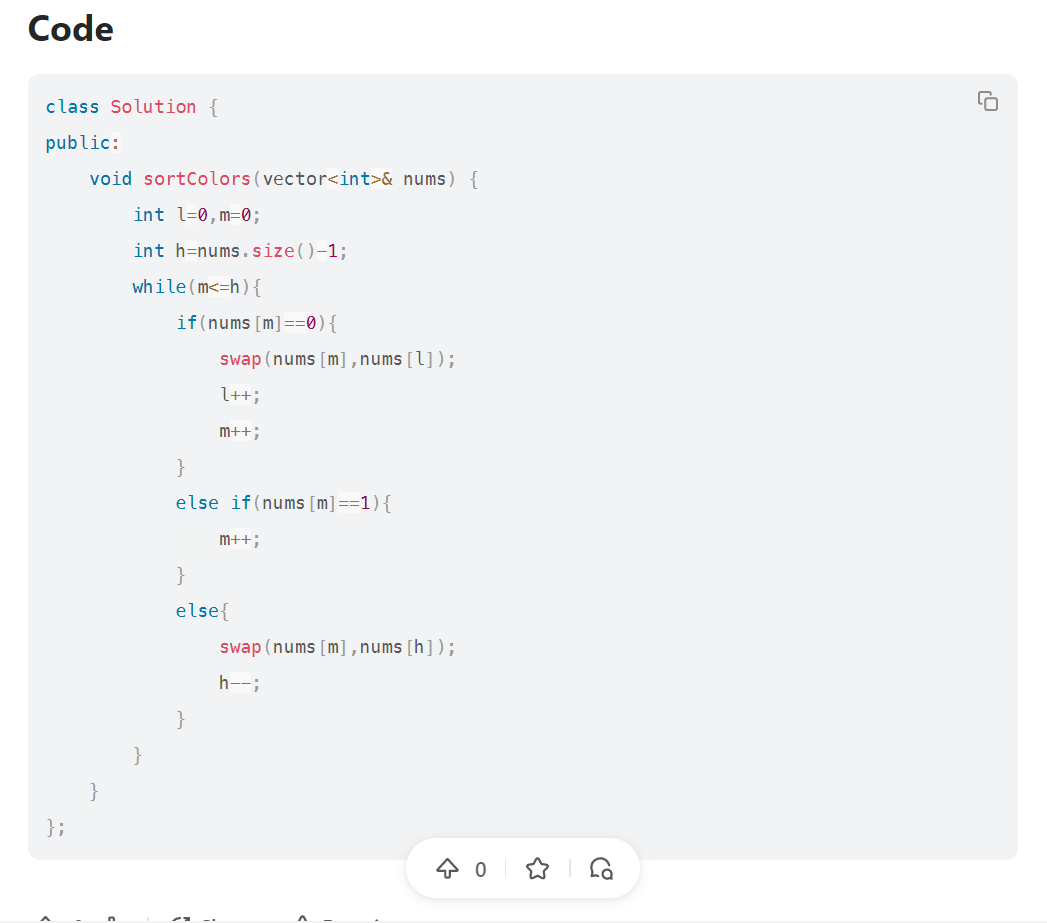 Code
class Solution {
public:
    void sortColors(vector<int>& nums) {
        int l=0,m=0;
        int h=nums.size()-1;
        while(m<=h){
            if(nums[m]==0){
                swap(nums[m],nums[l]);
                l++;
                m++;
            }
            else if(nums[m]==1){
                m++;
            }
            else{
                swap(nums[m],nums[h]);
                h--;
            }
        }
    }
};
0